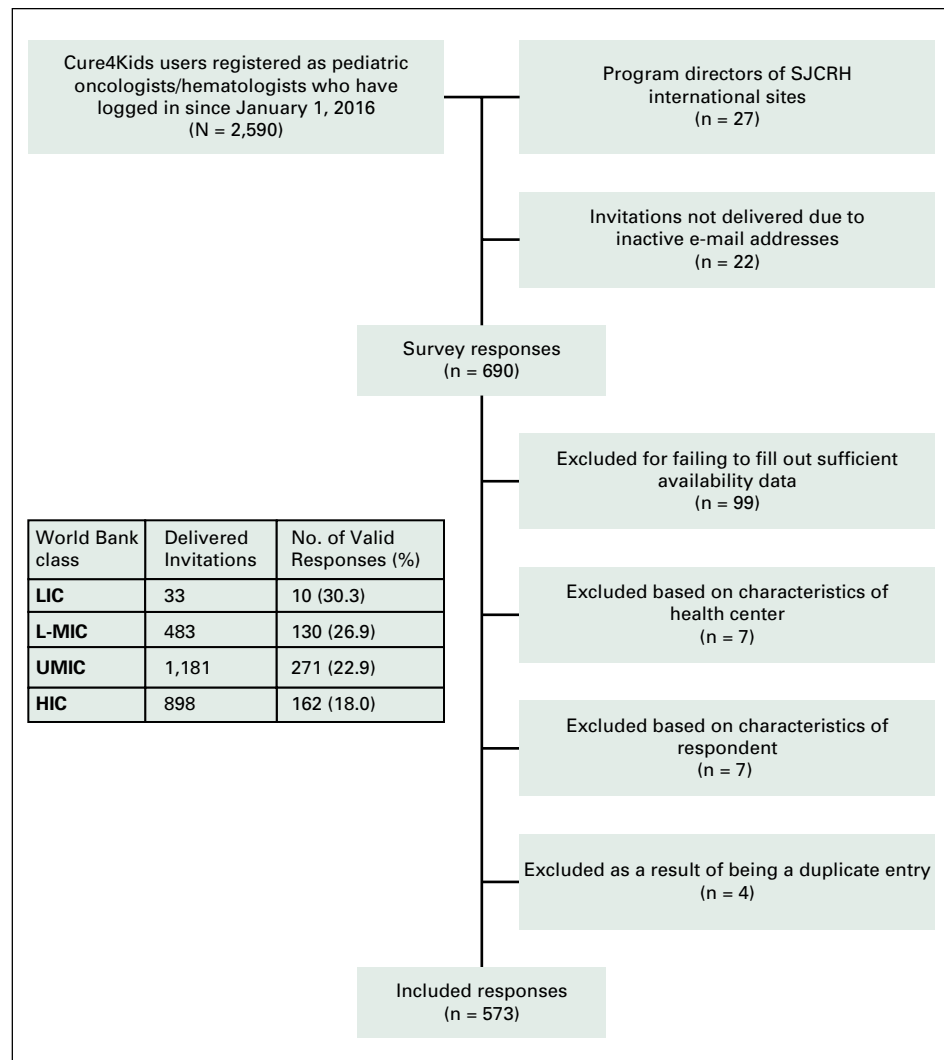 Cure4Kids users registered as pediatric
oncologists/hematologists who have
logged in since January 1, 2016
(N = 2,590)
Program directors of SJCRH
international sites
(n = 27)
Invitations not delivered due to
inactive e-mail addresses
(n = 22)
Survey responses
(n = 690)
Excluded for failing to fill out sufficient
availability data
(n = 99)
World Bank class Delivered Invitations No. of Valid Responses (%)
LIC 33 10 (30.3)
L-MIC 483 130 (26.9)
UMIC 1,181 271 (22.9)
HIC 898 162 (18.0)
Excluded based on characteristics of
health center
(n = 7)
Excluded based on characteristics of
respondent
(n = 7)
Excluded as a result of being a duplicate entry
(n = 4)
Included responses
(n = 573)